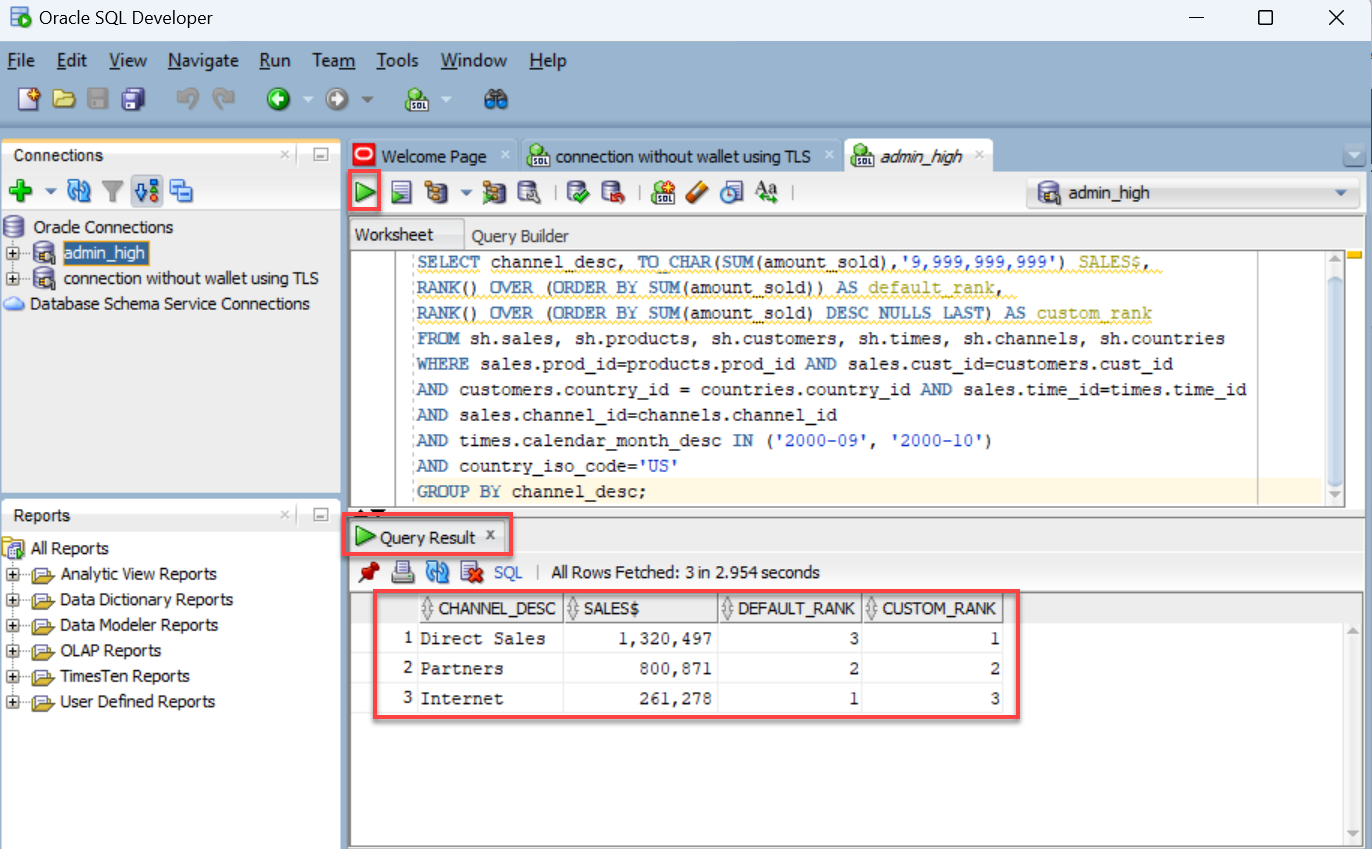 Oracle SQL Developer
File Edit View Navigate Run Team Tools Window Help
SQL
Connections
Oracle Connections
admin_high
connection without wallet using TLS
Database Schema Service Connections
Reports
All Reports
Analytic View Reports
Data Dictionary Reports
Data Modeler Reports
OLAP Reports
TimesTen Reports
User Defined Reports
Welcome Page
connection without wallet using TLS
admin_high
SQL Aa admin_high
Worksheet Query Builder
SELECT channel_desc, TO_CHAR(SUM(amount_sold),'9,999,999,999') SALES$,
RANK() OVER (ORDER BY SUM(amount_sold)) AS default_rank,
RANK() OVER (ORDER BY SUM(amount_sold) DESC NULLS LAST) AS custom_rank
FROM sh.sales, sh.products, sh.customers, sh.times, sh.channels, sh.countries
WHERE sales.prod_id=products.prod_id AND sales.cust_id=customers.cust_id
AND customers.country_id = countries.country_id AND sales.time_id=times.time_id
AND sales.channel_id=channels.channel_id
AND times.calendar_month_desc IN ('2000-09', '2000-10')
AND country_iso_code='US'
GROUP BY channel_desc;
Query Result
SQL | All Rows Fetched: 3 in 2.954 seconds
CHANNEL_DESC SALES$ DEFAULT_RANK CUSTOM_RANK
1 Direct Sales 1,320,497 3 1
2 Partners 800,871 2 2
3 Internet 261,278 1 3